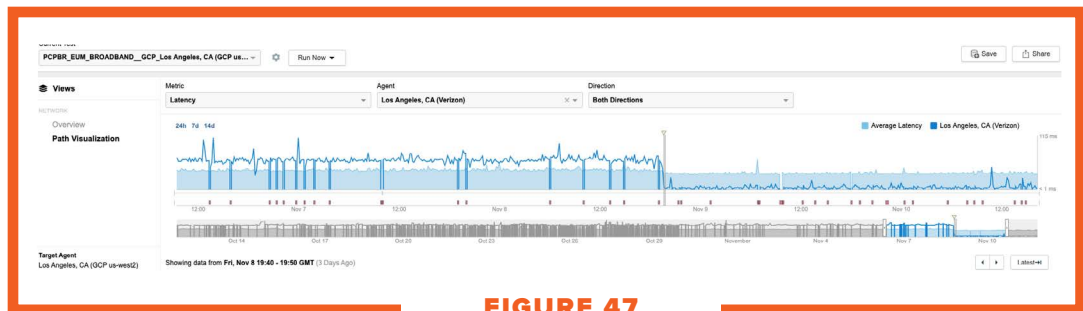 PCPBR_EUM_BROADBAND__GCP_Los Angeles, CA (GCP us-w...
Run Now
Save
Share
Views
Metric
Agent
Direction
Latency
Los Angeles, CA (Verizon)
Both Directions
NETWORK
Overview
Path Visualization
24h 7d 14d
Average Latency
Los Angeles, CA (Verizon)
115 ms
< 1 ms
12:00 Nov 7 12:00 Nov 8 12:00 Nov 9 12:00 Nov 10 12:00
Oct 14 Oct 17 Oct 20 Oct 23 Oct 26 Oct 29 November Nov 4 Nov 7 Nov 10
Target Agent
Los Angeles, CA (GCP us-west2)
Showing data from Fri, Nov 8 19:40 - 19:50 GMT (3 Days Ago)
Latest
FIGURE 47